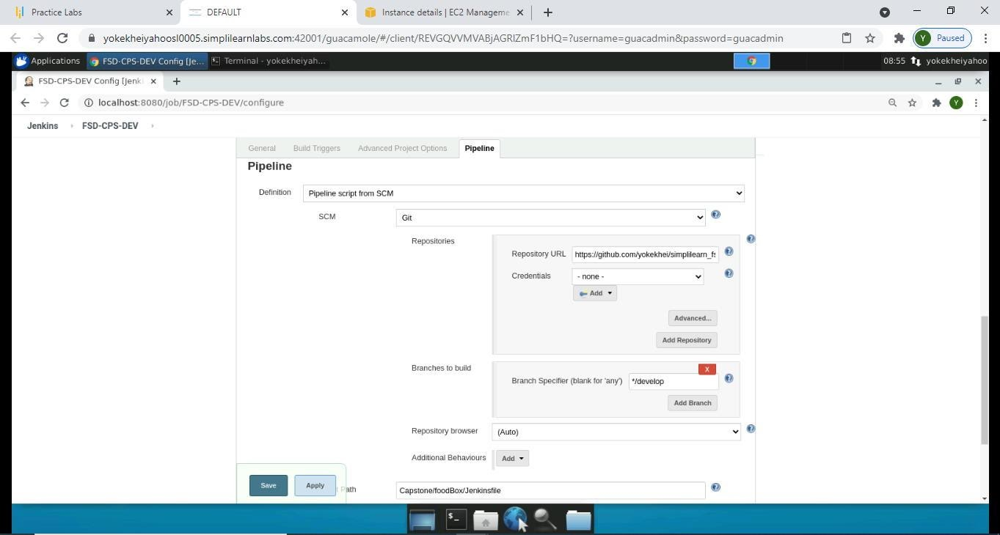 Practice Labs
DEFAULT
Instance details | EC2 Manageme
yokekheiyahoosl0005.simplilearnlabs.com:42001/guacamole/#/client/REVGQVVMVABjAGRlZmF1bHQ=?username=guacadmin&password=guacadmin
Y Paused
Applications
FSD-CPS-DEV Config [Je...
Terminal - yokekheiyah...
08:55
yokekheiyahoo
FSD-CPS-DEV Config [Jenki
localhost:8080/job/FSD-CPS-DEV/configure
Y
Jenkins
FSD-CPS-DEV
General
Build Triggers
Advanced Project Options
Pipeline
Pipeline
Definition
Pipeline script from SCM
SCM
Git
Repositories
Repository URL
https://github.com/yokekhei/simplilearn_fs
Credentials
- none -
Add
Advanced...
Add Repository
Branches to build
X
Branch Specifier (blank for 'any')
*/develop
Add Branch
Repository browser
(Auto)
Additional Behaviours
Add
Save
Apply
t Path
Capstone/foodBox/Jenkinsfile